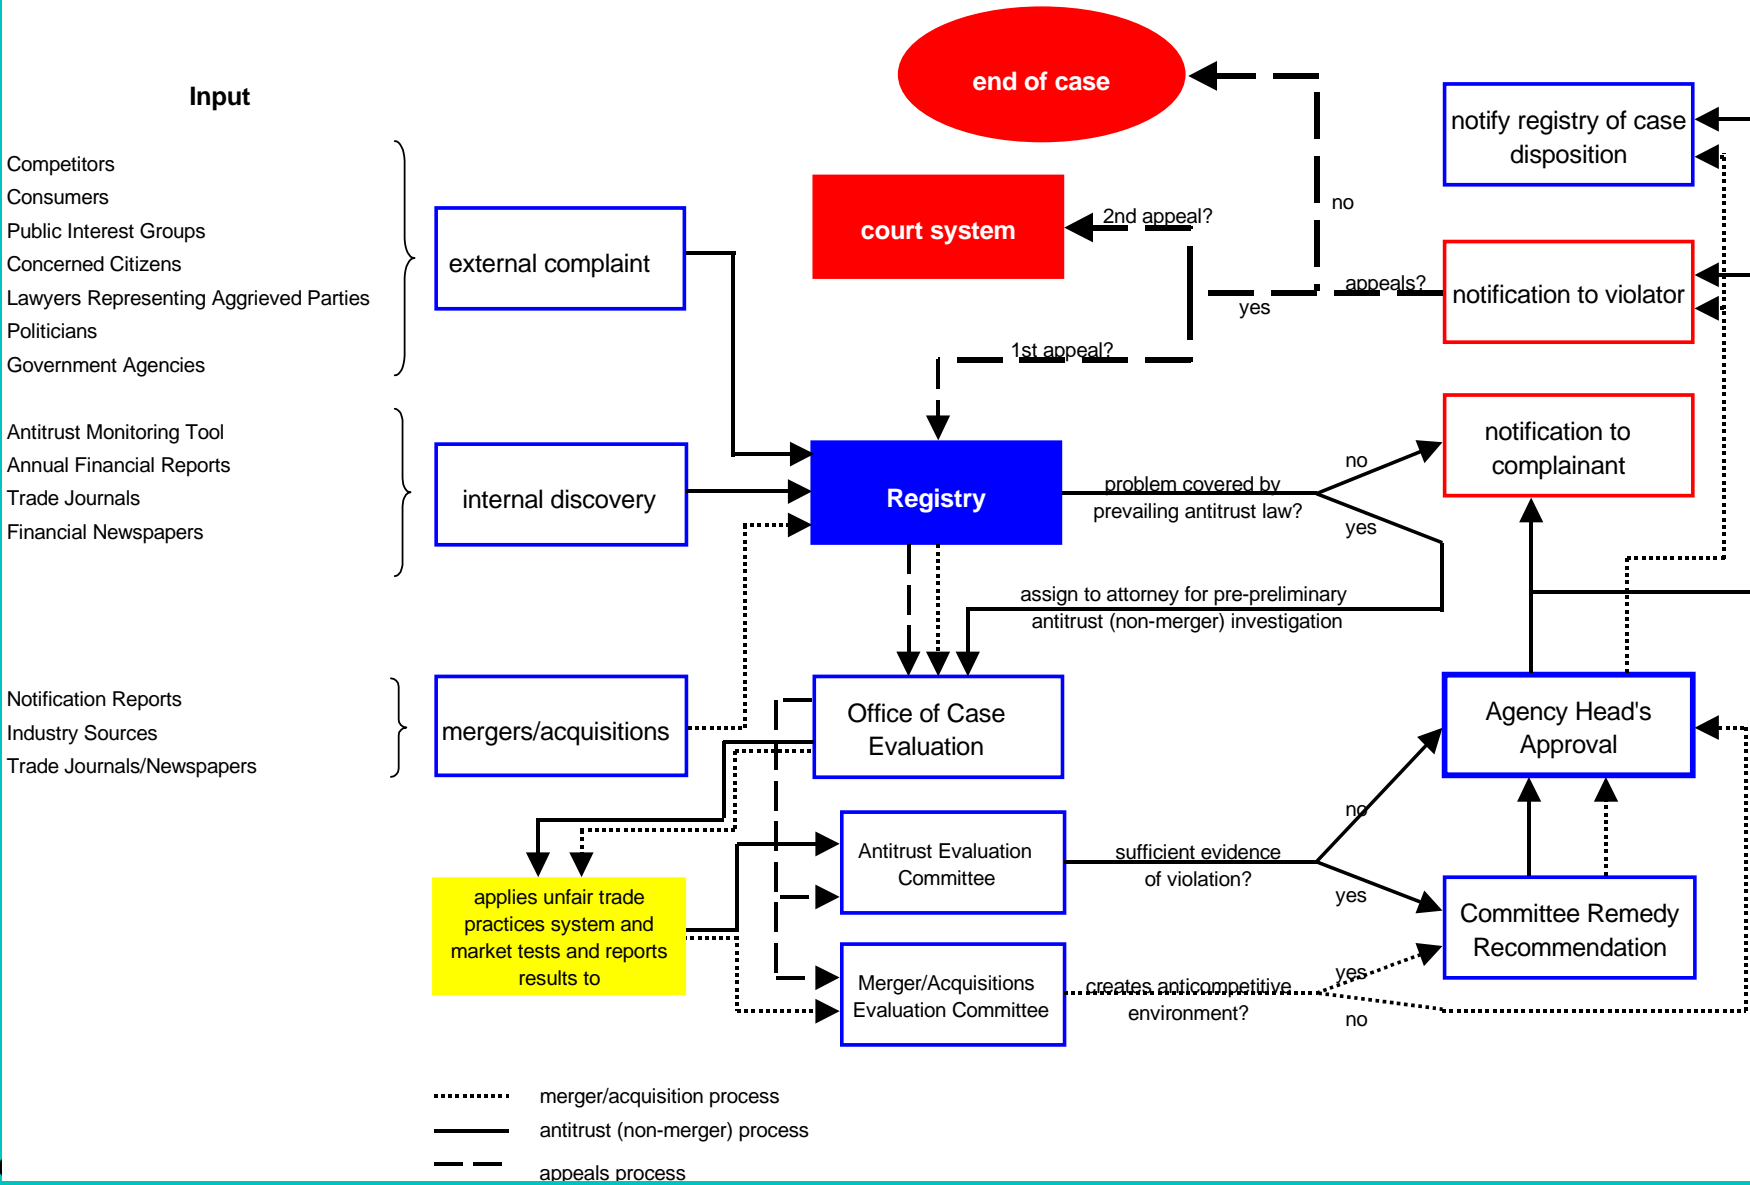 Input
Competitors
Consumers
Public Interest Groups
Concerned Citizens
Lawyers Representing Aggrieved Parties
Politicians
Government Agencies
Antitrust Monitoring Tool
Annual Financial Reports
Trade Journals
Financial Newspapers
Notification Reports
Industry Sources
Trade Journals/Newspapers
external complaint
internal discovery
mergers/acquisitions
applies unfair trade
practices system and
market tests and reports
results to
end of case
court system
2nd appeal?
1st appeal?
yes
no
appeals?
Registry
problem covered by
prevailing antitrust law?
no
yes
assign to attorney for pre-preliminary
antitrust (non-merger) investigation
Office of Case
Evaluation
Antitrust Evaluation
Committee
sufficient evidence
of violation?
no
yes
Merger/Acquisitions
Evaluation Committee
creates anticompetitive
environment?
yes
no
notify registry of case
disposition
notification to violator
notification to
complainant
Agency Head's
Approval
Committee Remedy
Recommendation
merger/acquisition process
antitrust (non-merger) process
appeals process